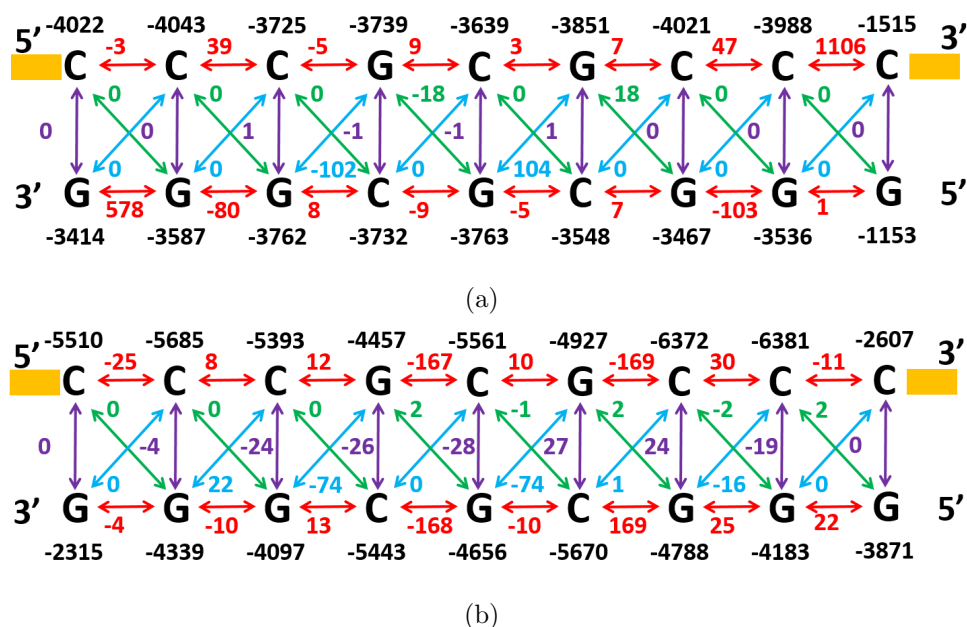 -4022 -4043 -3725 -3739 -3639 -3851 -4021 -3988 -1515
5’ -3 39 -5 9 3 7 47 1106 3’
C C C G C G C C C
0 0 0 -18 0 18 0 0
0 0 1 -1 -1 1 0 0 0
0 0 -102 0 104 0 0 0
3’ G G G C G C G G G 5’
578 -80 8 -9 -5 7 -103 1
-3414 -3587 -3762 -3732 -3763 -3548 -3467 -3536 -1153
(a)
-5510 -5685 -5393 -4457 -5561 -4927 -6372 -6381 -2607
5’ -25 8 12 -167 10 -169 30 -11 3’
C C C G C G C C C
0 0 0 2 -1 2 -2 2
0 -4 -24 -26 -28 27 24 -19 0
0 22 -74 0 -74 1 -16 0
3’ G G G C G C G G G 5’
-4 -10 13 -168 -10 169 25 22
-2315 -4339 -4097 -5443 -4656 -5670 -4788 -4183 -3871
(b)